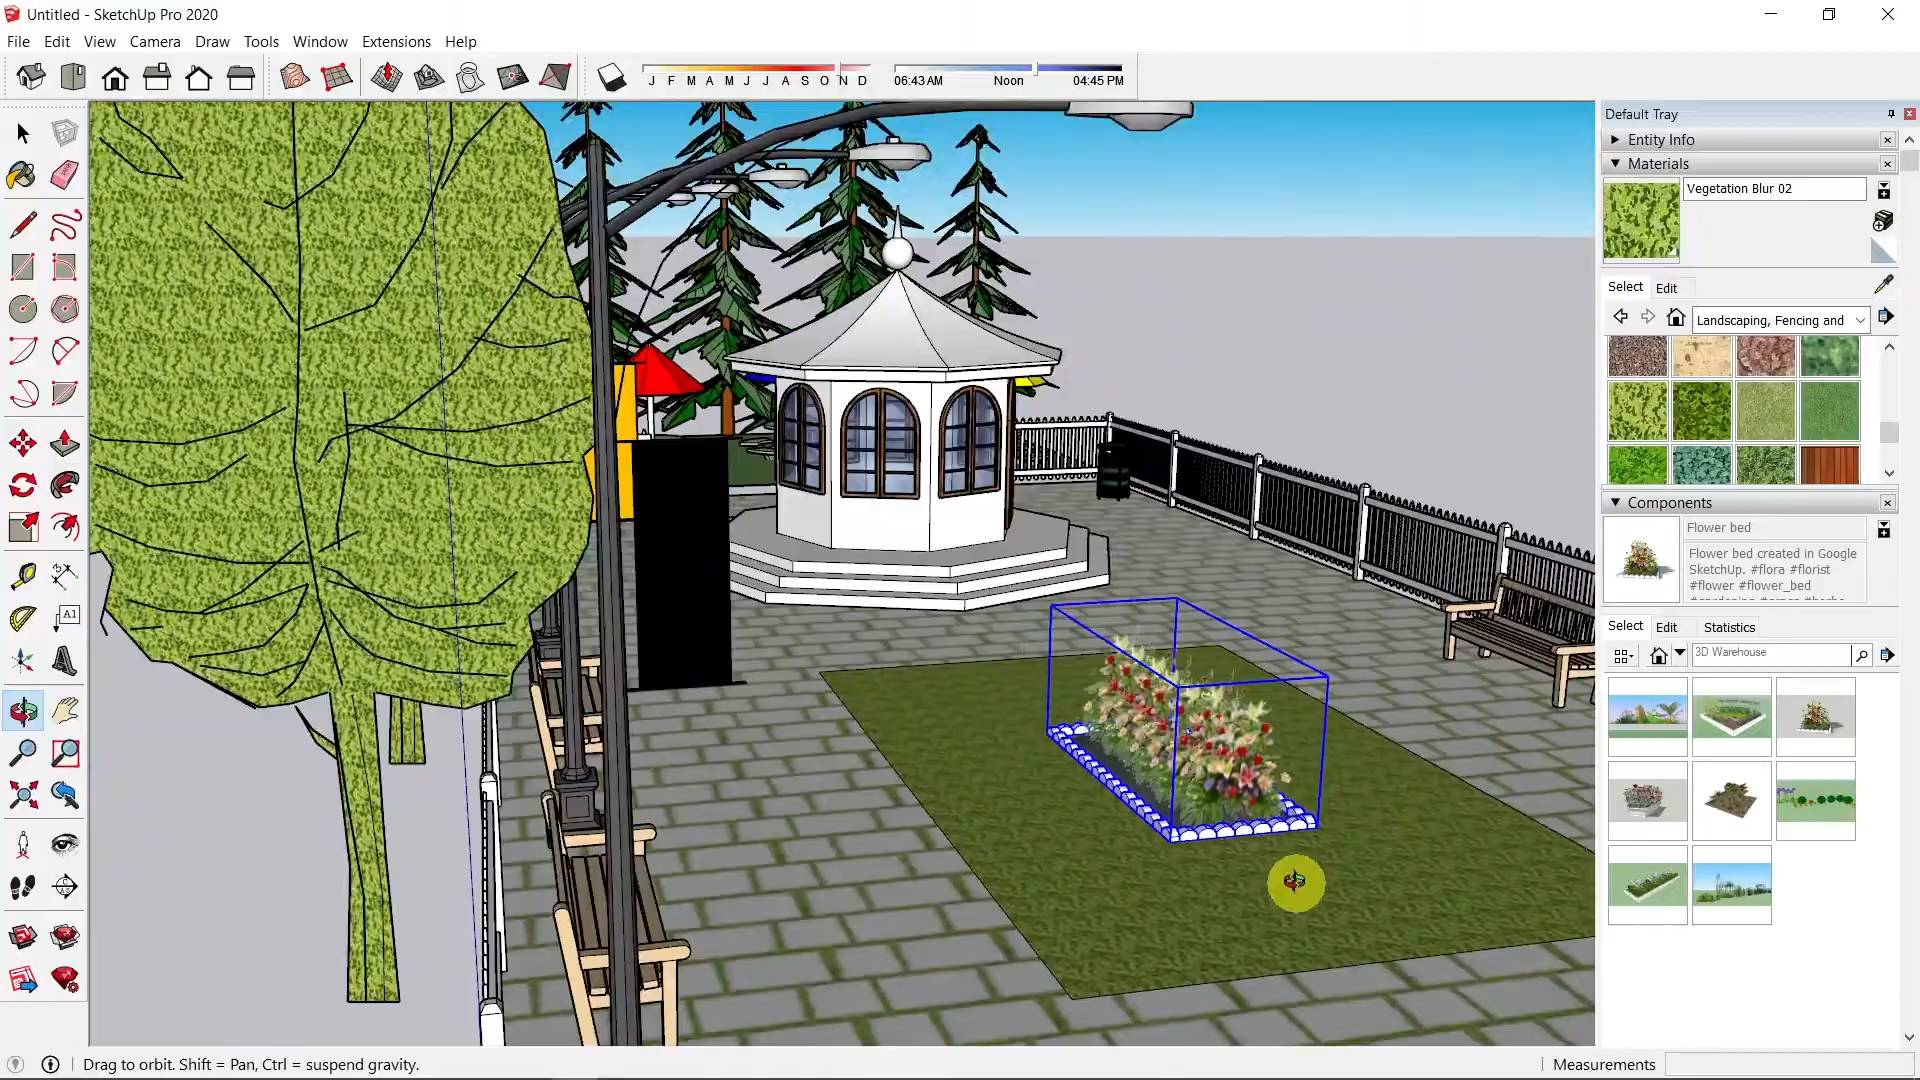 Untitled - SketchUp Pro 2020
File Edit View Camera Draw Tools Window Extensions Help
J F M A M J J A S O N D
06:43 AM Noon 04:45 PM
Default Tray
Entity Info
Materials
Vegetation Blur 02
Select Edit
Landscaping, Fencing and
Components
Flower bed
Flower bed created in Google
SketchUp. #flora #florist
#flower #flower_bed
Select Edit Statistics
3D Warehouse
A1
Drag to orbit. Shift = Pan, Ctrl = suspend gravity.
Measurements